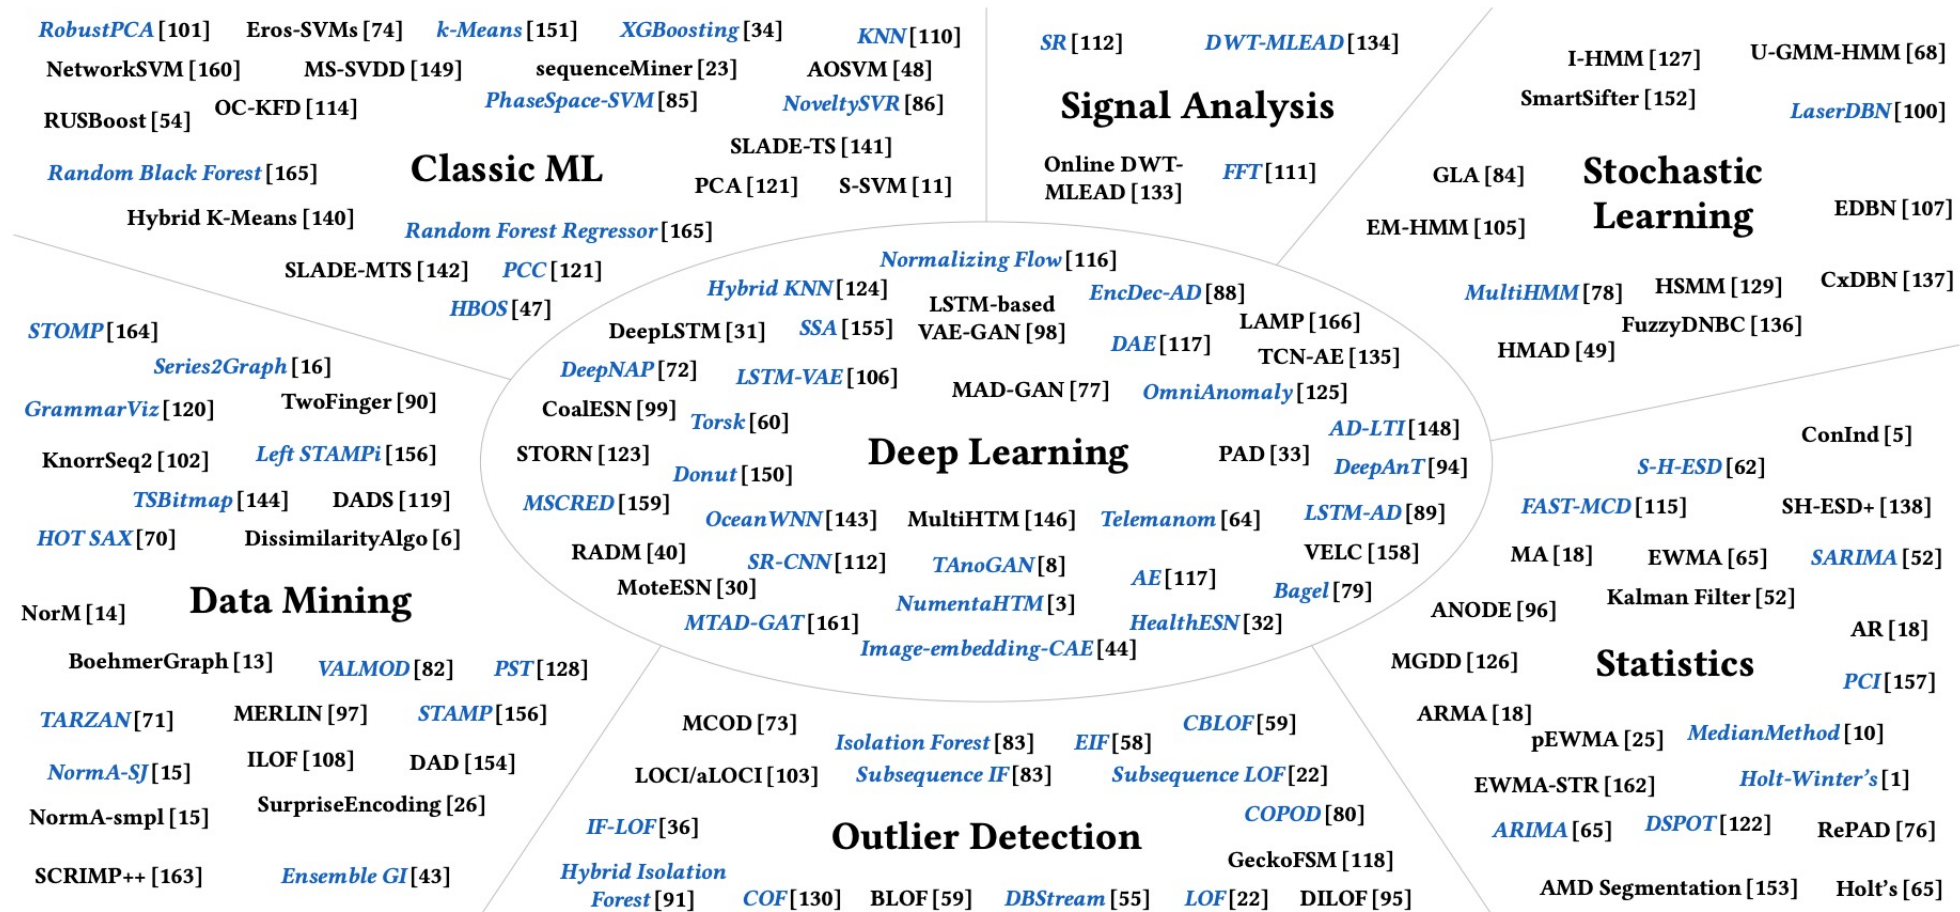 RobustPCA [101] Eros-SVMs [74] k-Means [151] XGBoosting [34] KNN [110]
NetworkSVM [160] MS-SVDD [149] sequenceMiner [23] AOSVM [48]
RUSBoost [54] OC-KFD [114] PhaseSpace-SVM [85] NoveltySVR [86]
SLADE-TS [141]
Random Black Forest [165] Classic ML
PCA [121] S-SVM [11]
Hybrid K-Means [140] Random Forest Regressor [165]
SLADE-MTS [142] PCC [121]
HBOS [47]
SR [112] DWT-MLEAD [134]
Signal Analysis
Online DWT-
MLEAD [133]
FFT [111]
I-HMM [127] U-GMM-HMM [68]
SmartSifter [152] LaserDBN [100]
GLA [84]
Stochastic
Learning
EDBN [107]
EM-HMM [105]
MultiHMM [78] HSMM [129] CxDBN [137]
FuzzyDNBC [136]
HMAD [49]
Normalizing Flow [116]
Hybrid KNN [124] EncDec-AD [88]
LSTM-based
VAE-GAN [98]
DeepLSTM [31] SSA [155] LAMP [166]
DAE [117] TCN-AE [135]
DeepNAP [72] LSTM-VAE [106] MAD-GAN [77] OmniAnomaly [125]
CoalESN [99] Torsk [60] AD-LTI [148]
STORN [123] Deep Learning PAD [33]
Donut [150] DeepAnT [94]
MSCRED [159] OceanWNN [143] MultiHTM [146] Telemanom [64] LSTM-AD [89]
RADM [40] SR-CNN [112] TAnoGAN [8] VELC [158]
MoteESN [30] AE [117] Bagel [79]
NumentaHTM [3]
MTAD-GAT [161] HealthESN [32]
Image-embedding-CAE [44]
STOMP [164]
Series2Graph [16]
GrammarViz [120] TwoFinger [90]
KnorrSeq2 [102] Left STAMPi [156]
TSBitmap [144] DADS [119]
HOT SAX [70] DissimilarityAlgo [6]
NorM [14] Data Mining
BoehmerGraph [13] VALMOD [82] PST [128]
TARZAN [71] MERLIN [97] STAMP [156]
NormA-SJ [15] ILOF [108] DAD [154]
NormA-smpl [15] SurpriseEncoding [26]
SCRIMP++ [163] Ensemble GI [43]
MCOD [73] CBLOF [59]
Isolation Forest [83] EIF [58]
LOCI/aLOCI [103] Subsequence IF [83] Subsequence LOF [22]
IF-LOF [36] COPOD [80]
Outlier Detection
GeckoFSM [118]
Hybrid Isolation
Forest [91]
COF [130] BLOF [59] DBStream [55] LOF [22] DILOF [95]
ConInd [5]
S-H-ESD [62]
FAST-MCD [115] SH-ESD+ [138]
MA [18] EWMA [65] SARIMA [52]
ANODE [96] Kalman Filter [52]
AR [18]
MGDD [126] Statistics
PCI [157]
ARMA [18]
pEWMA [25] MedianMethod [10]
EWMA-STR [162] Holt-Winter's [1]
ARIMA [65] DSPOT [122] RePAD [76]
AMD Segmentation [153] Holt's [65]